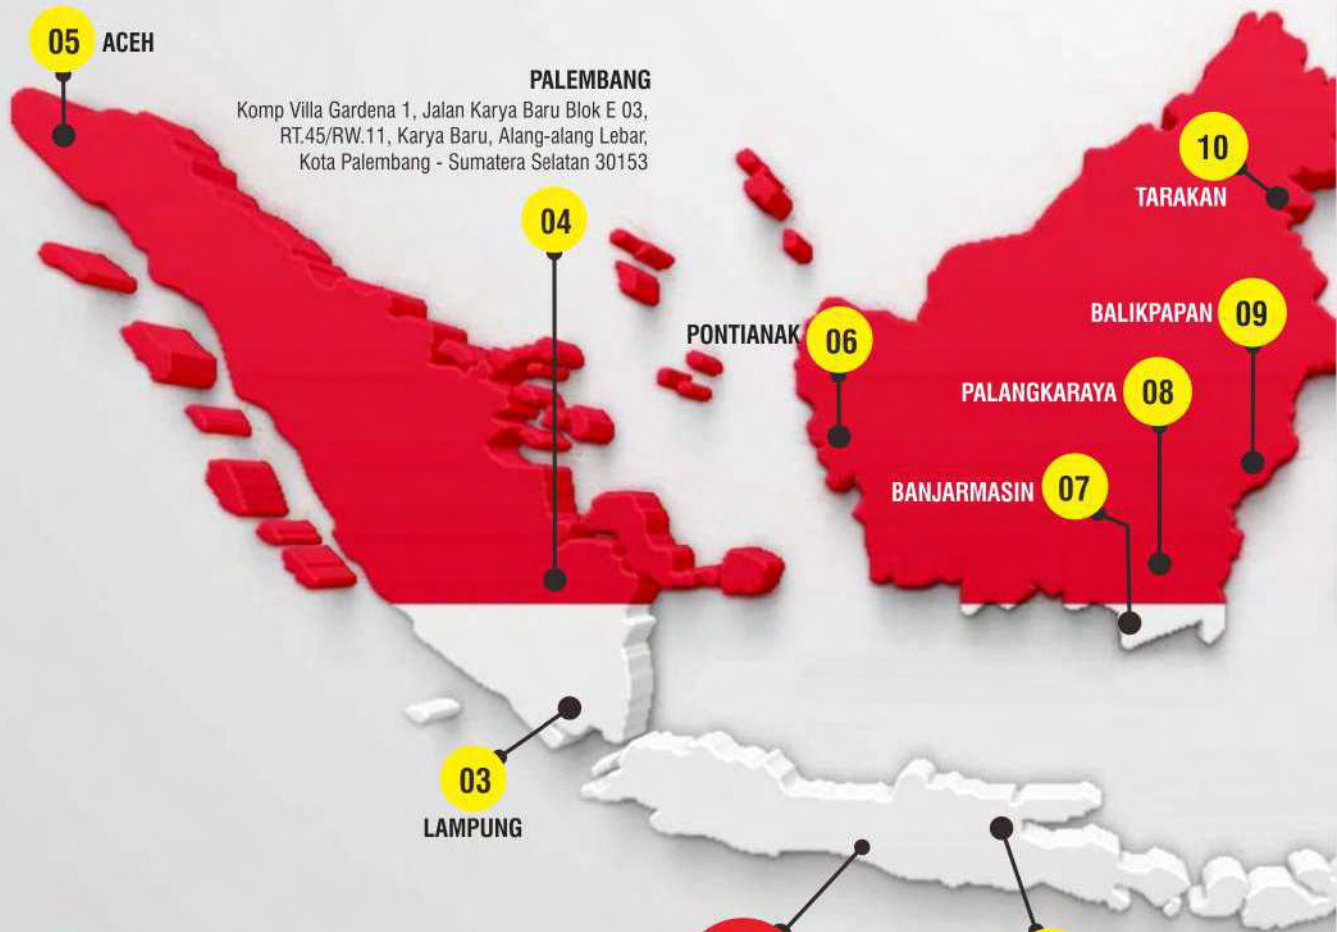 05 ACEH
PALEMBANG
Komp Villa Gardena 1, Jalan Karya Baru Blok E 03,
RT.45/RW.11, Karya Baru, Alang-alang Lebar,
Kota Palembang - Sumatera Selatan 30153
04
10
TARAKAN
BALIKPAPAN 09
PONTIANAK 06
PALANGKARAYA 08
BANJARMASIN 07
03
LAMPUNG